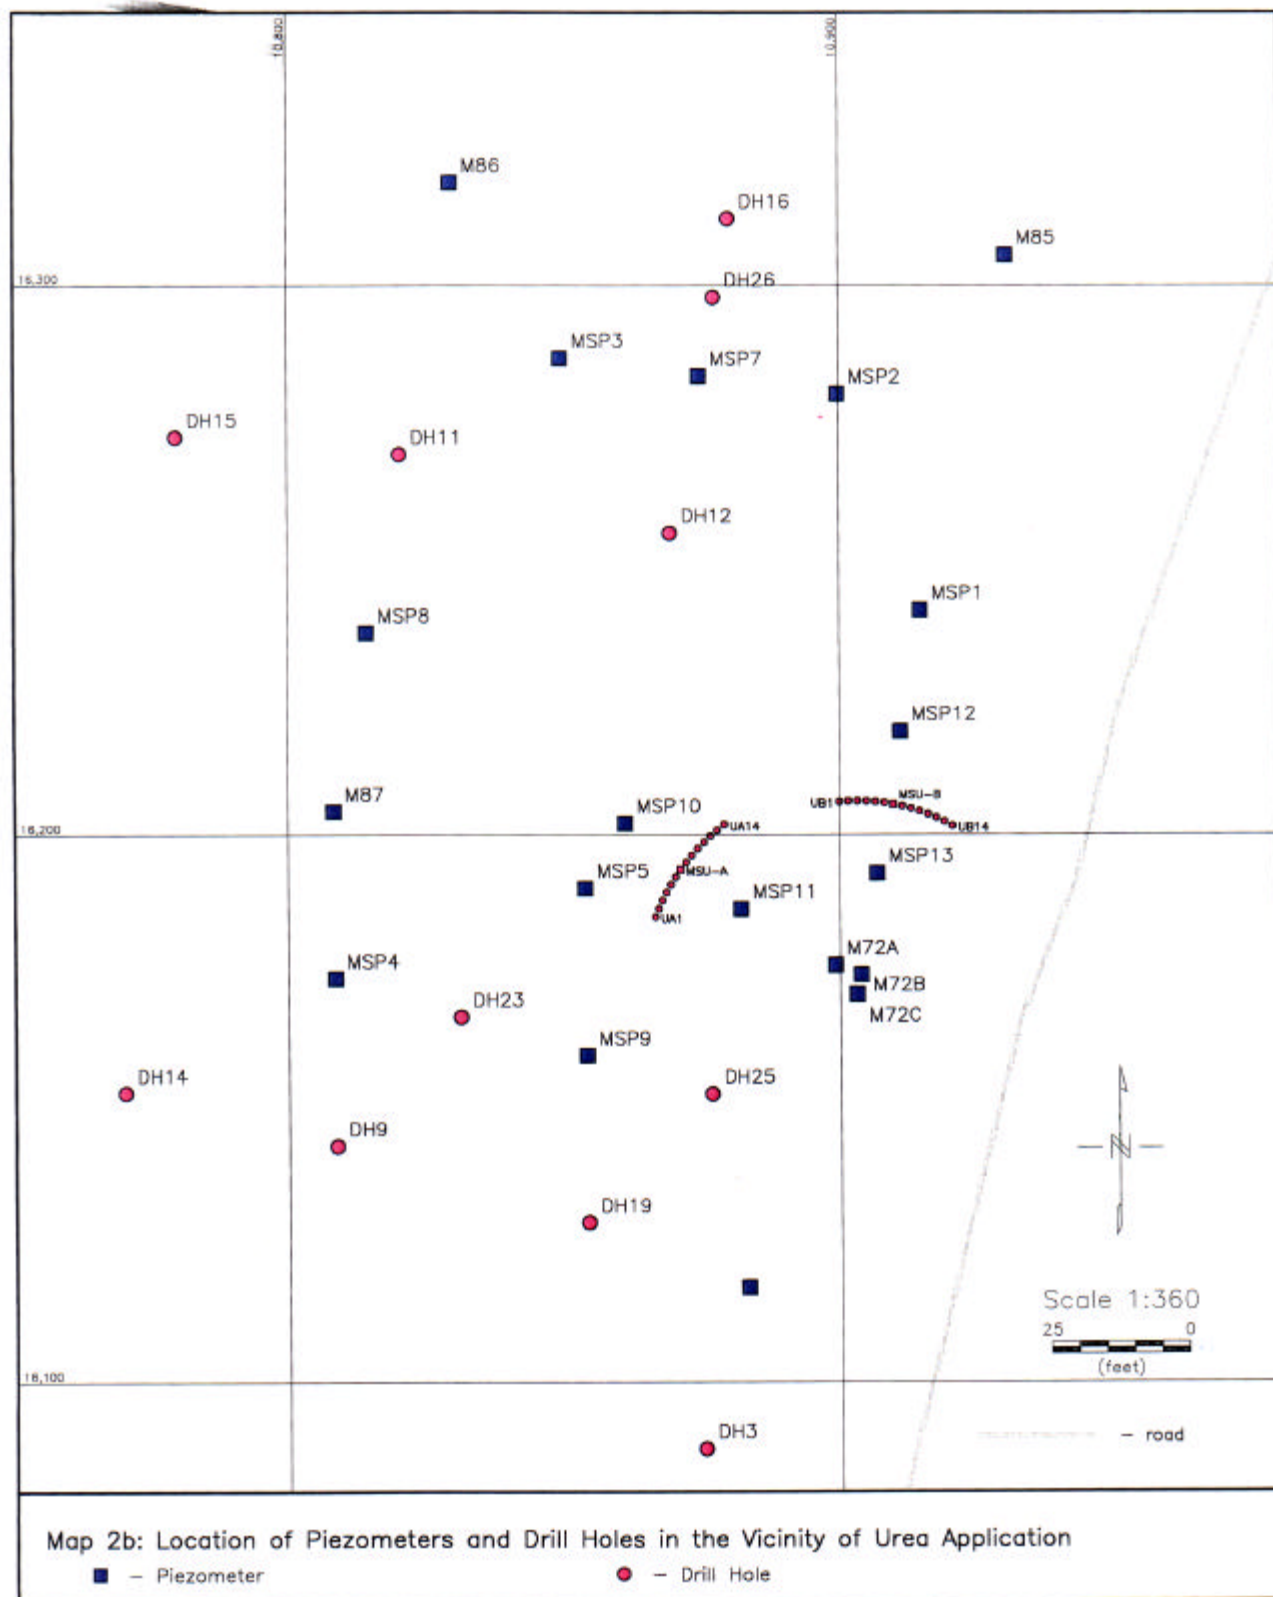 10,800
10,900
M86
DH16
M85
16,300
DH26
MSP3
MSP7
MSP2
DH15
DH11
DH12
MSP1
MSP8
MSP12
M87
MSP10
UB1
MSU-B
UB14
UA14
16,200
MSP13
MSU-A
MSP5
MSP11
UA1
M72A
MSP4
M72B
M72C
DH23
MSP9
DH14
DH25
DH9
N
DH19
Scale 1:360
25 0
(feet)
16,100
DH3
- road
Map 2b: Location of Piezometers and Drill Holes in the Vicinity of Urea Application
- Piezometer
- Drill Hole